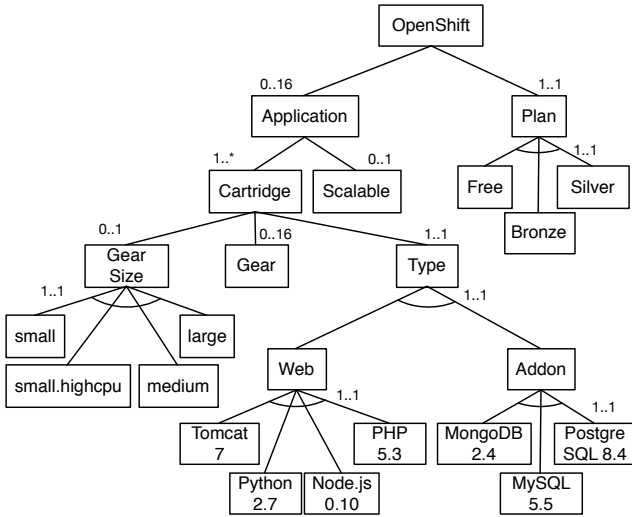 OpenShift
0..16
1..1
Application
Plan
1..*
0..1
1..1
Cartridge
Scalable
Free
Silver
Bronze
0..1
0..16
1..1
Gear
Size
Gear
Type
1..1
1..1
small
large
small.highcpu
medium
Web
Addon
1..1
1..1
Tomcat
7
PHP
5.3
MongoDB
2.4
Postgre
SQL 8.4
Python
2.7
Node.js
0.10
MySQL
5.5